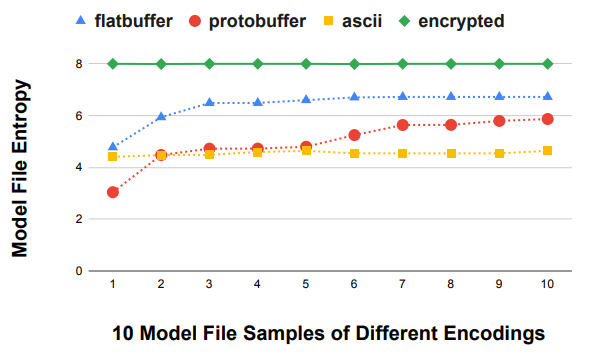 flatbuffer protobuffer ascii encrypted
Model File Entropy
8
6
4
2
0
1 2 3 4 5 6 7 8 9 10
10 Model File Samples of Different Encodings